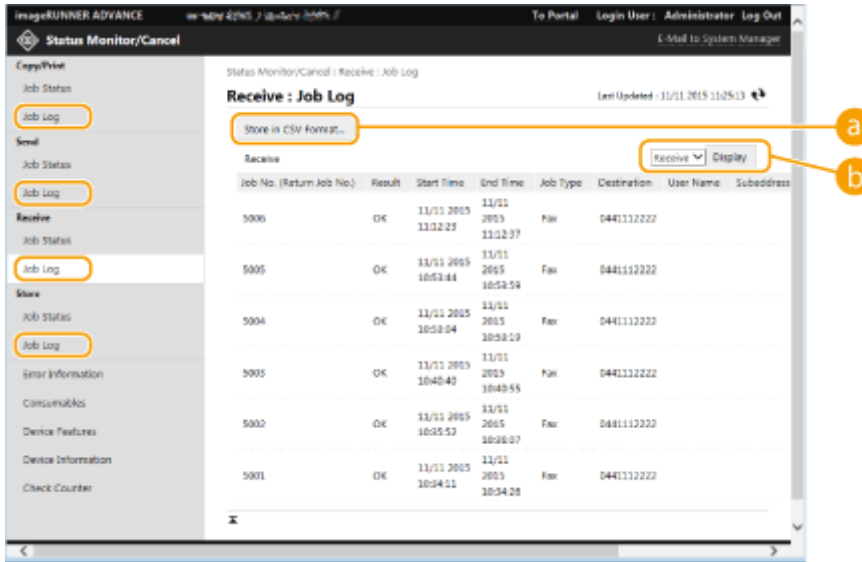 imageRUNNER ADVANCE
To Portal Login User : Administrator Log Out
Status Monitor/Cancel
E-Mail to System Manager
Copy/Print
Job Status
Job Log
Send
Job Status
Job Log
Receive
Job Status
Job Log
Store
Job Status
Job Log
Error Information
Consumables
Device Features
Device Information
Check Counter
Status Monitor/Cancel : Receive : Job Log
Receive : Job Log
Last Updated : 11/11 2015 11:25:13
Store in CSV Format...
a
Receive
Receive Display
b
Job No. (Return Job No.) Result Start Time End Time Job Type Destination User Name Subaddress
5006 OK 11/11 2015 11:12:23 11/11 2015 11:12:37 Fax 0441112222
5005 OK 11/11 2015 10:53:44 11/11 2015 10:53:59 Fax 0441112222
5004 OK 11/11 2015 10:53:04 11/11 2015 10:53:19 Fax 0441112222
5003 OK 11/11 2015 10:40:40 11/11 2015 10:40:55 Fax 0441112222
5002 OK 11/11 2015 10:35:52 11/11 2015 10:36:07 Fax 0441112222
5001 OK 11/11 2015 10:34:11 11/11 2015 10:34:28 Fax 0441112222